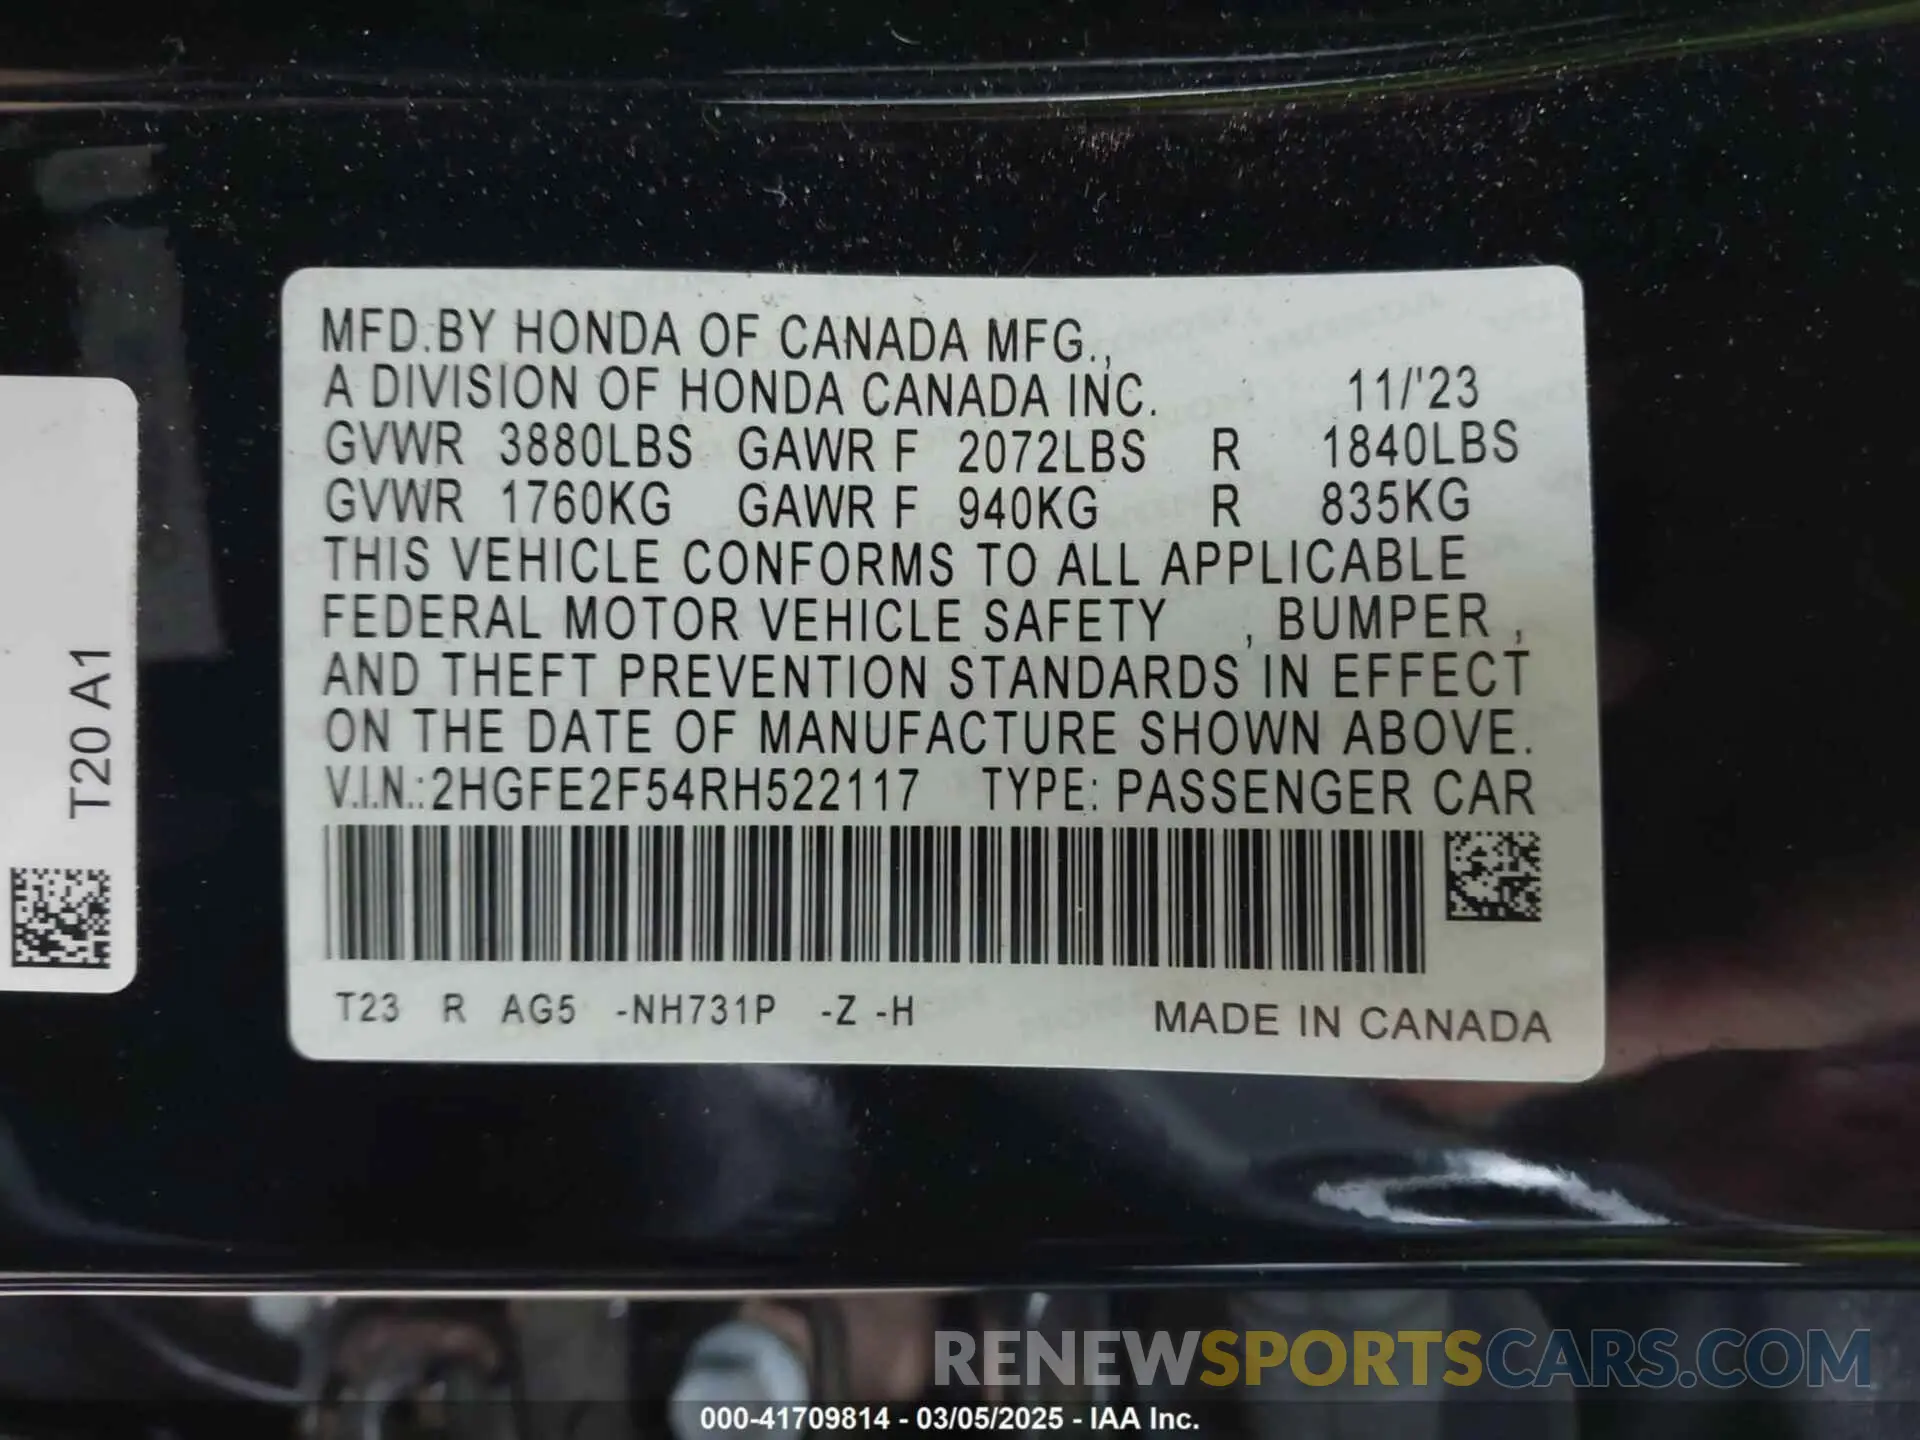 MFD.BY HONDA OF CANADA MFG.,
A DIVISION OF HONDA CANADA INC. 11/'23
GVWR 3880LBS GAWR F 2072LBS R 1840LBS
GVWR 1760KG GAWR F 940KG R 835KG
THIS VEHICLE CONFORMS TO ALL APPLICABLE
FEDERAL MOTOR VEHICLE SAFETY , BUMPER ,
AND THEFT PREVENTION STANDARDS IN EFFECT
ON THE DATE OF MANUFACTURE SHOWN ABOVE.
V.I.N.:2HGFE2F54RH522117 TYPE: PASSENGER CAR
T23 R AG5 -NH731P -Z -H MADE IN CANADA
T20 A1
RENEWSPORTSCARS.COM
000-41709814 - 03/05/2025 - IAA Inc.